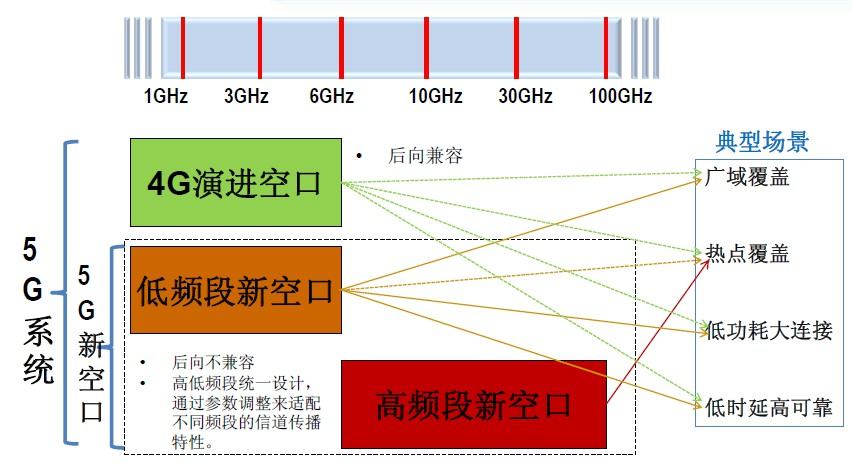 1GHz 3GHz 6GHz 10GHz 30GHz 100GHz
典型场景
4G演进空口
• 后向兼容
广域覆盖
5G系统
5G新空口
低频段新空口
热点覆盖
• 后向不兼容
• 高低频段统一设计，
通过参数调整来适配
不同频段的信道传播
特性。
高频段新空口
低功耗大连接
低时延高可靠